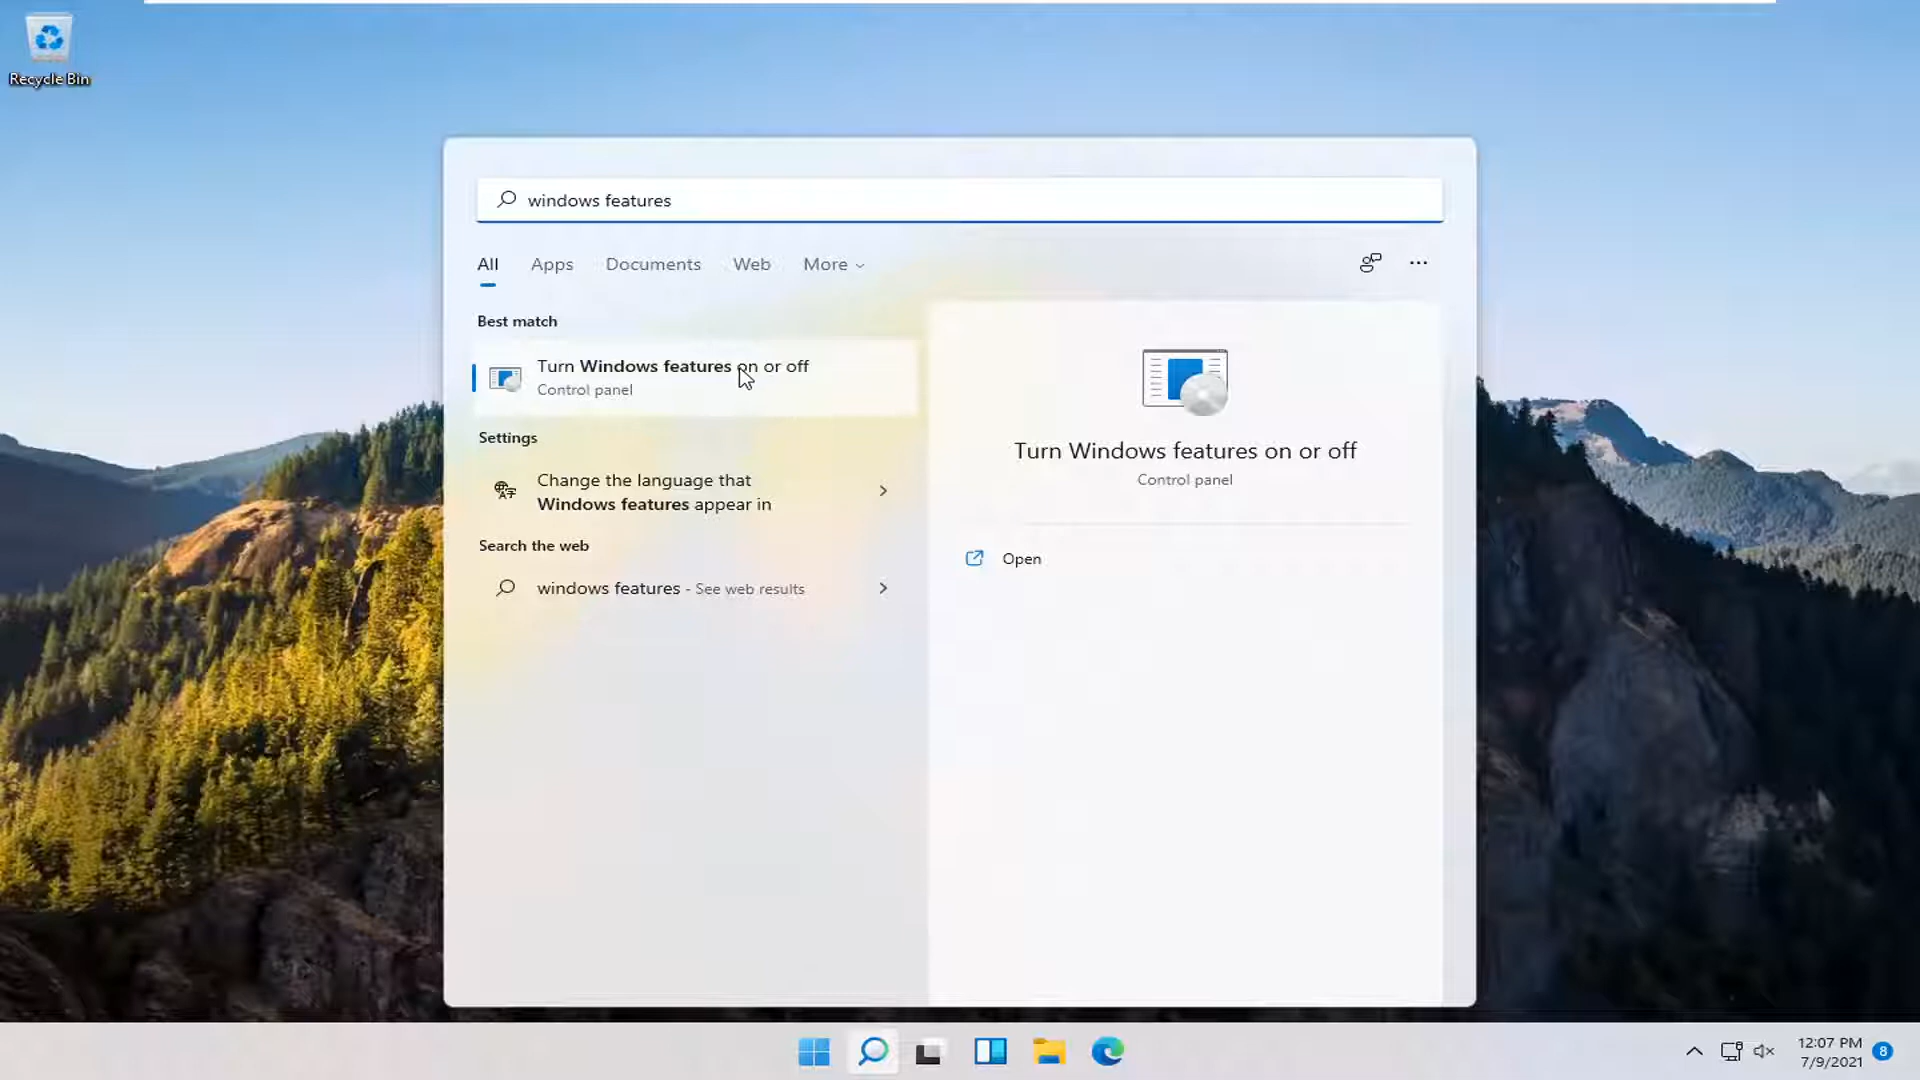 Recycle Bin
windows features
All Apps Documents Web More
Best match
Turn Windows features on or off
Control panel
Settings
Change the language that
Windows features appear in
Search the web
windows features - See web results
Turn Windows features on or off
Control panel
Open
12:07 PM
7/9/2021
8